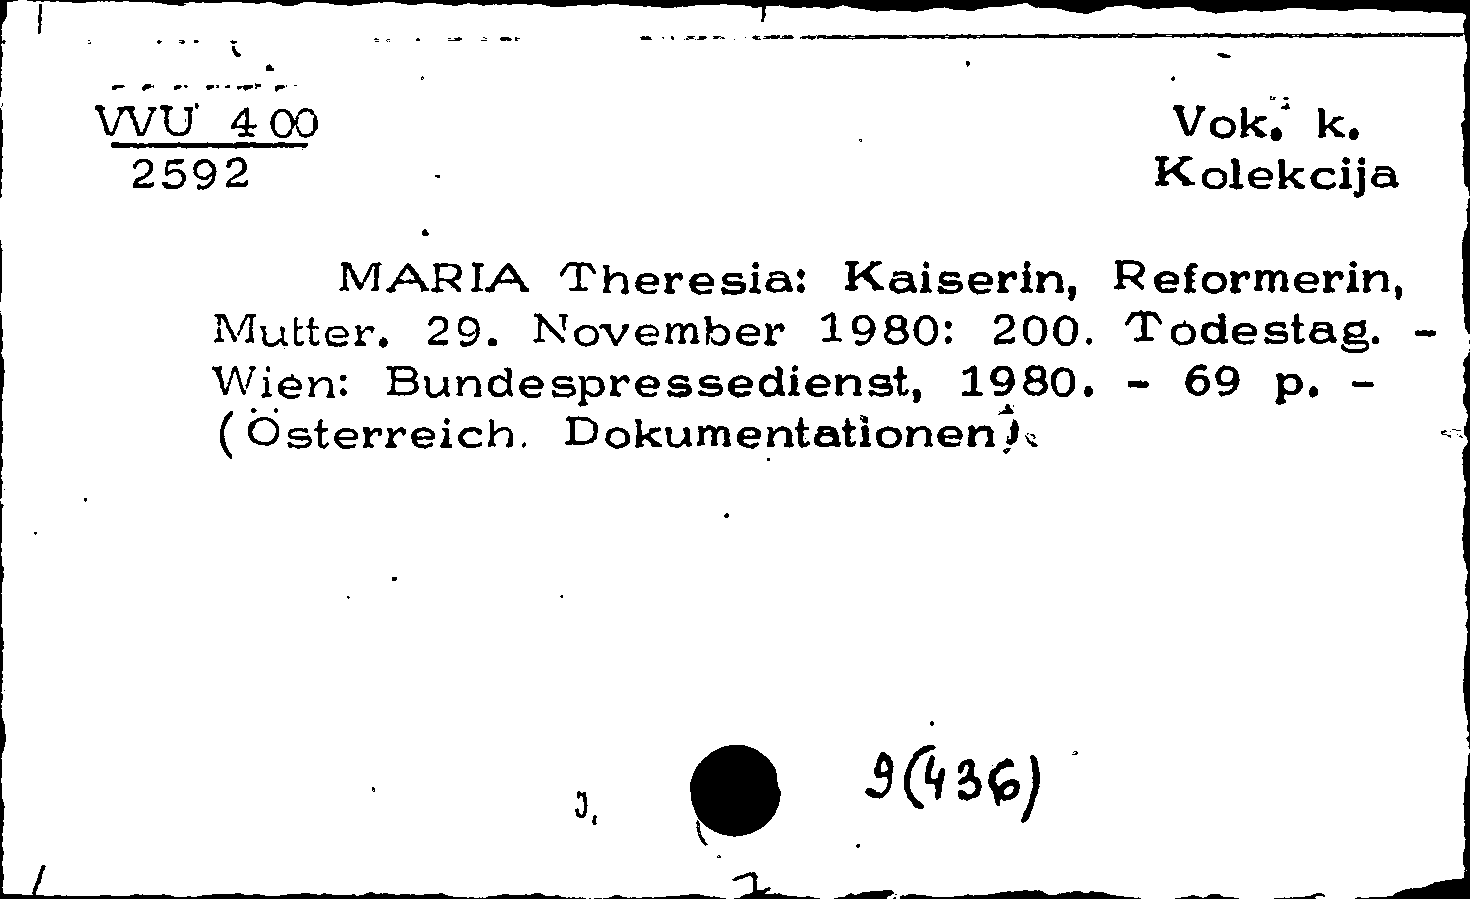 VVU 400
2592
Vok. k.
Kolekcija
MARIA Theresia: Kaiserin, Reformerin,
Mutter. 29. November 1980: 200. Todestag. -
Wien: Bundespressedienst, 1980. - 69 p. -
(Österreich. Dokumentationen).
9(436)